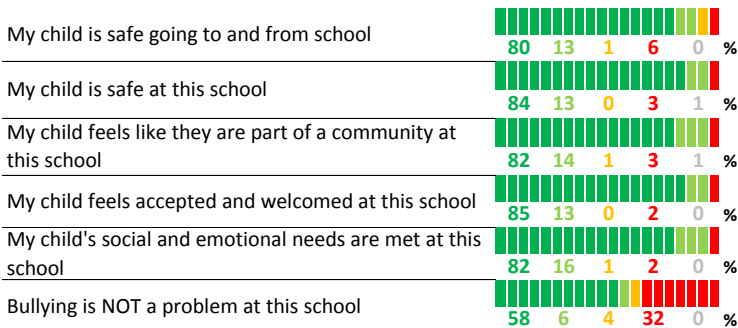 My child is safe going to and from school
80 13 1 6 0 %
My child is safe at this school
84 13 0 3 1 %
My child feels like they are part of a community at
this school
82 14 1 3 1 %
My child feels accepted and welcomed at this school
85 13 0 2 0 %
My child's social and emotional needs are met at this
school
82 16 1 2 0 %
Bullying is NOT a problem at this school
58 6 4 32 0 %